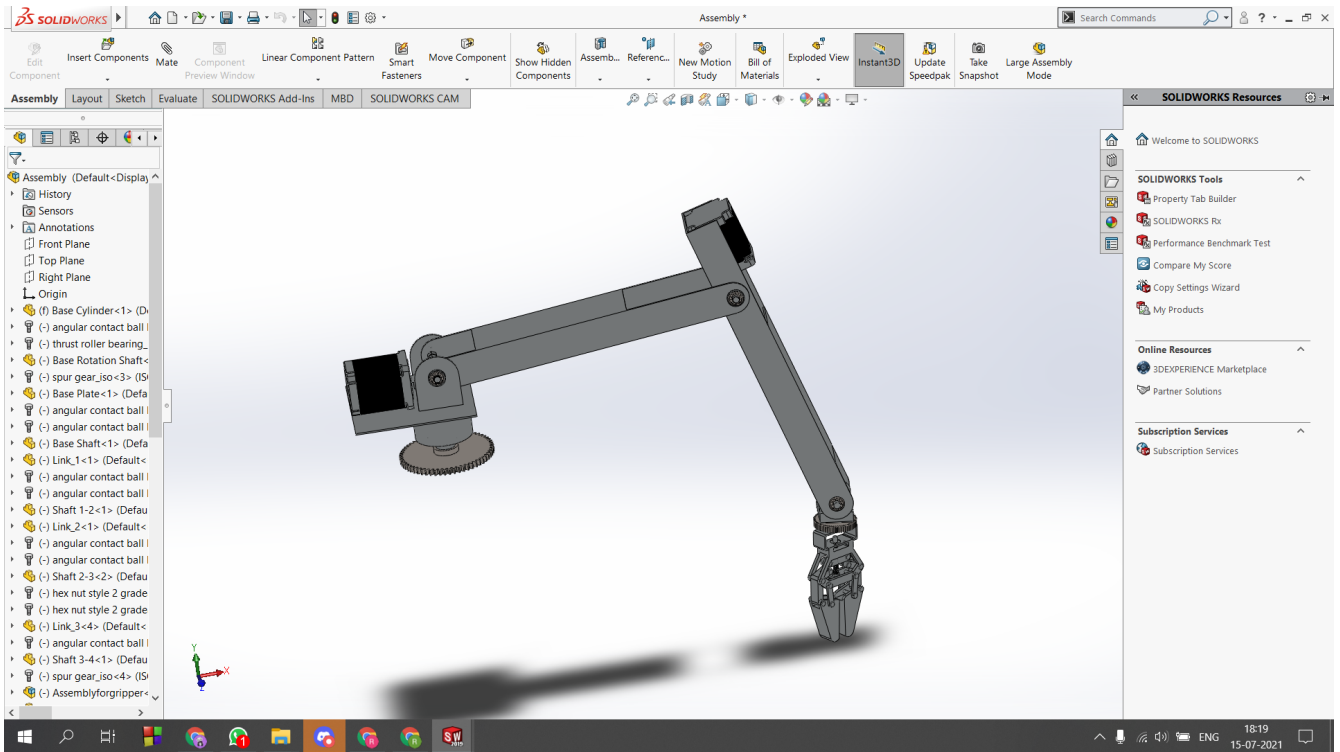 SOLIDWORKS
Assembly *
Search Commands
Edit Component
Insert Components
Mate
Component Preview Window
Linear Component Pattern
Smart Fasteners
Move Component
Show Hidden Components
Assemb...
Referenc...
New Motion Study
Bill of Materials
Exploded View
Instant3D
Update Speedpak
Take Snapshot
Large Assembly Mode
Assembly Layout Sketch Evaluate SOLIDWORKS Add-Ins MBD SOLIDWORKS CAM
SOLIDWORKS Resources
Assembly (Default<Display
History
Sensors
Annotations
Front Plane
Top Plane
Right Plane
Origin
(f) Base Cylinder<1> (De
(-) angular contact ball
(-) thrust roller bearing_
(-) Base Rotation Shaft<
(-) spur gear_iso<3> (IS
(-) Base Plate<1> (Defa
(-) angular contact ball
(-) angular contact ball
(-) Base Shaft<1> (Defa
(-) Link_1<1> (Default<
(-) angular contact ball
(-) angular contact ball
(-) Shaft 1-2<1> (Defau
(-) Link_2<1> (Default<
(-) angular contact ball
(-) angular contact ball
(-) Shaft 2-3<2> (Defau
(-) hex nut style 2 grade
(-) hex nut style 2 grade
(-) Link_3<4> (Default<
(-) angular contact ball
(-) Shaft 3-4<1> (Defau
(-) spur gear_iso<4> (IS
(-) Assemblyforgripper<
Y
X
Z
Welcome to SOLIDWORKS
SOLIDWORKS Tools
Property Tab Builder
SOLIDWORKS Rx
Performance Benchmark Test
Compare My Score
Copy Settings Wizard
My Products
Online Resources
3DEXPERIENCE Marketplace
Partner Solutions
Subscription Services
Subscription Services
SW
2019
ENG
18:19
15-07-2021